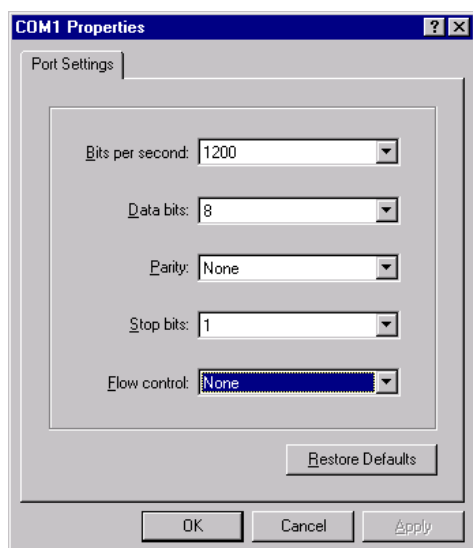 COM1 Properties
Port Settings
Bits per second: 1200
Data bits: 8
Parity: None
Stop bits: 1
Flow control: None
Restore Defaults
OK Cancel Apply